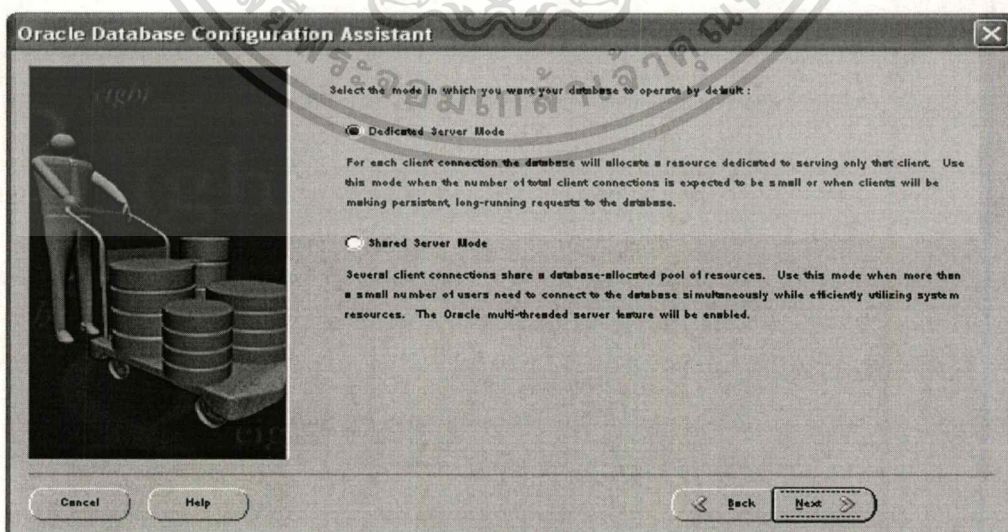 Oracle Database Configuration Assistant
Select the mode in which you want your database to operate by default :
Dedicated Server Mode
For each client connection the database will allocate a resource dedicated to serving only that client. Use
this mode when the number of total client connections is expected to be small or when clients will be
making persistent, long-running requests to the database.
Shared Server Mode
Several client connections share a database-allocated pool of resources. Use this mode when more than
a small number of users need to connect to the database simultaneously while efficiently utilizing system
resources. The Oracle multi-threaded server feature will be enabled.
Cancel
Help
Back
Next